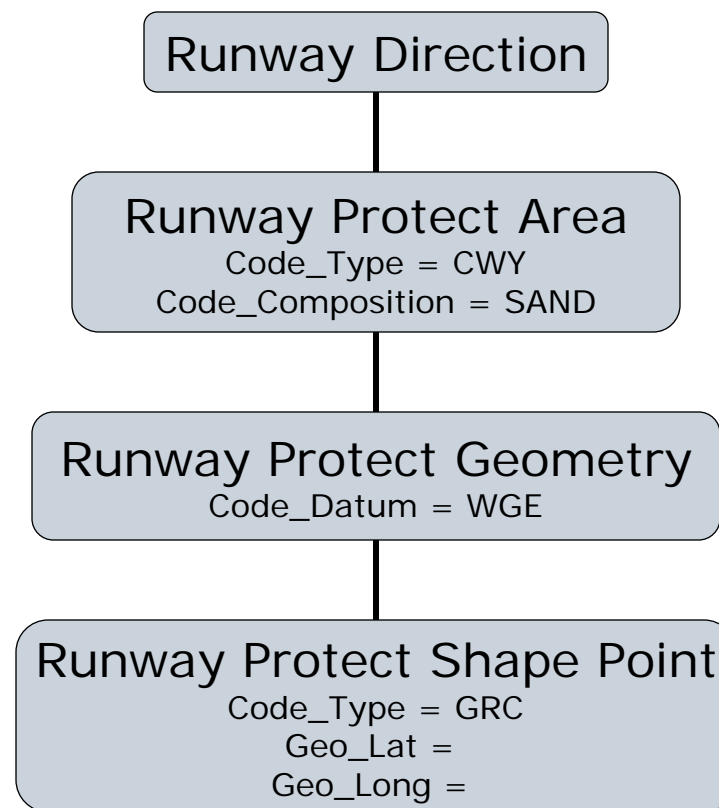 Runway Direction
Runway Protect Area
Code_Type = CWY
Code_Composition = SAND
Runway Protect Geometry
Code_Datum = WGE
Runway Protect Shape Point
Code_Type = GRC
Geo_Lat =
Geo_Long =